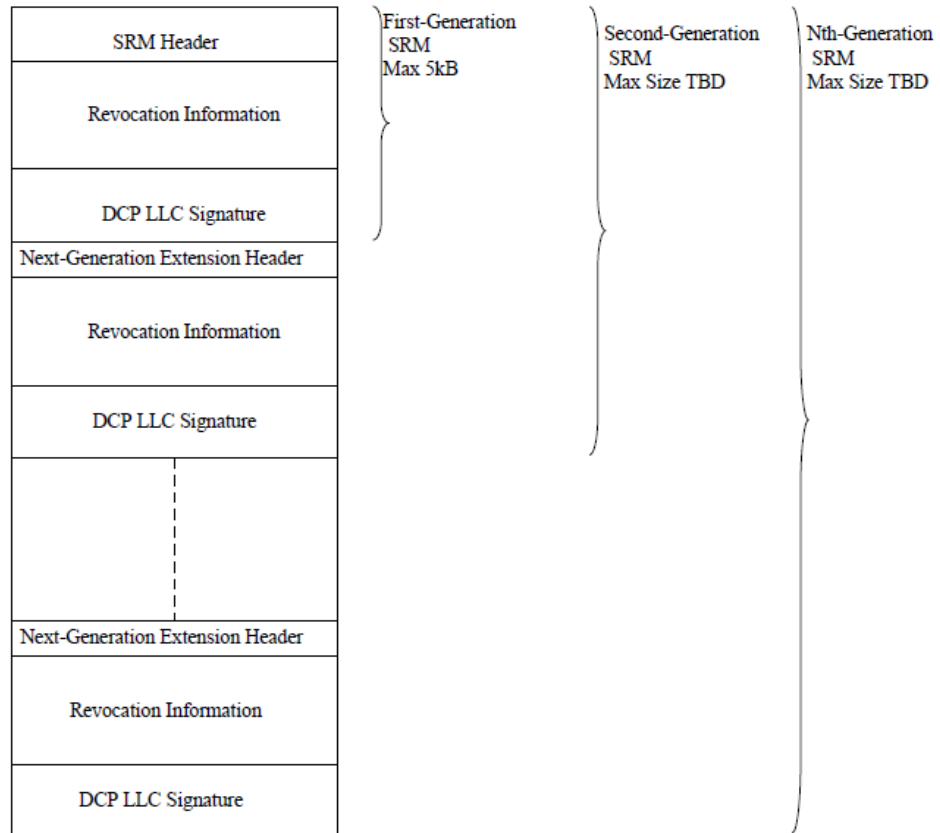 SRM Header
Revocation Information
DCP LLC Signature
Next-Generation Extension Header
Revocation Information
DCP LLC Signature
Next-Generation Extension Header
Revocation Information
DCP LLC Signature
First-Generation
SRM
Max 5kB
Second-Generation
SRM
Max Size TBD
Nth-Generation
SRM
Max Size TBD